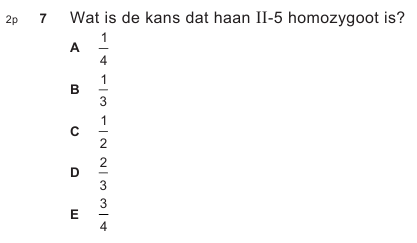 2p 7 Wat is de kans dat haan II-5 homozygoot is?
A 1/4
B 1/3
C 1/2
D 2/3
E 3/4